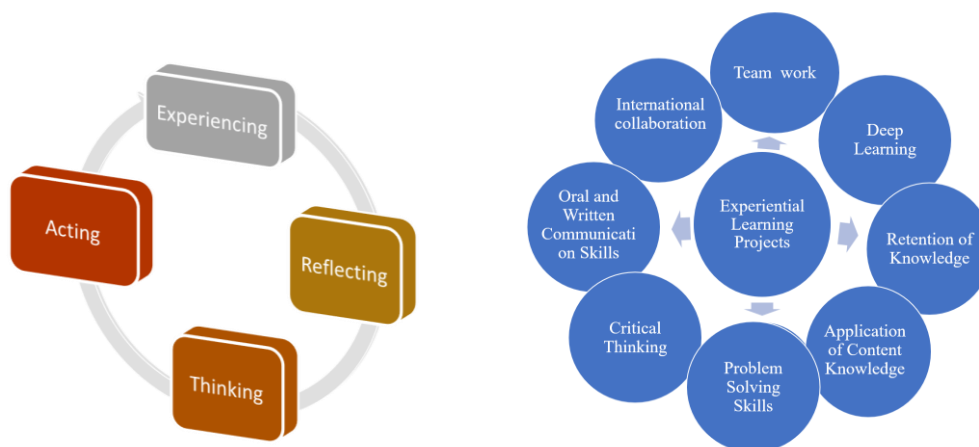 Experiencing
Reflecting
Thinking
Acting
Team work
Deep
Learning
Retention of
Knowledge
Application
of Content
Knowledge
Problem
Solving
Skills
Critical
Thinking
Oral and
Written
Communicati
on Skills
International
collaboration
Experiential
Learning
Projects